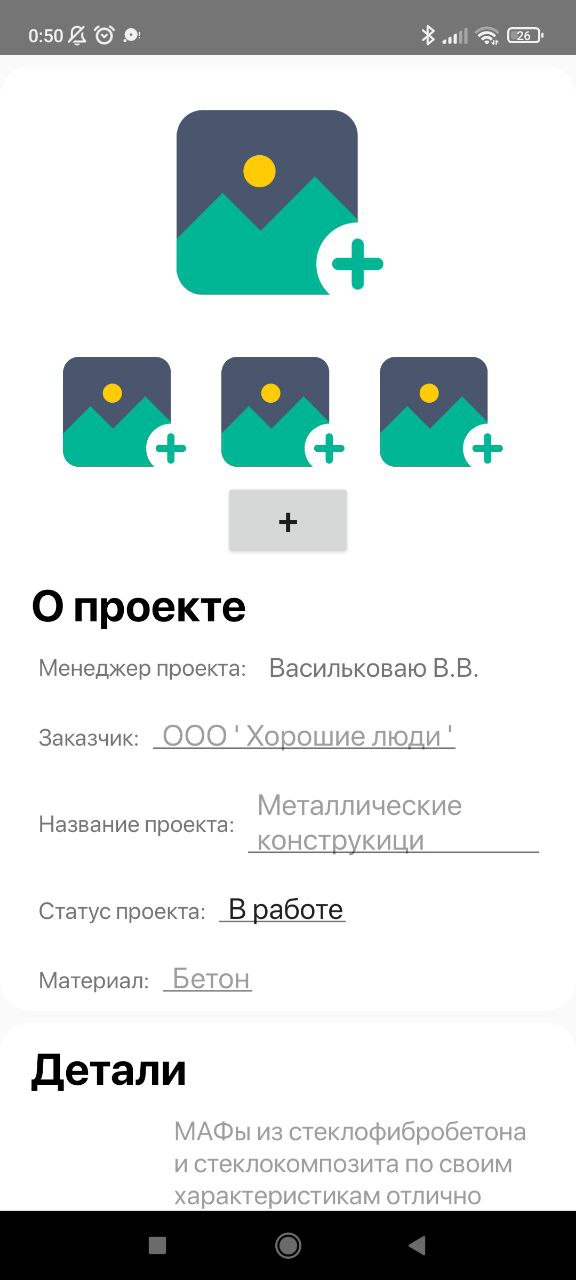 0:50
26
+
О проекте
Менеджер проекта: Васильковаю В.В.
Заказчик: ООО ' Хорошие люди '
Название проекта: Металлические
конструкици
Статус проекта: В работе
Материал: Бетон
Детали
МАФы из стеклофибробетона
и стеклокомпозита по своим
характеристикам отлично